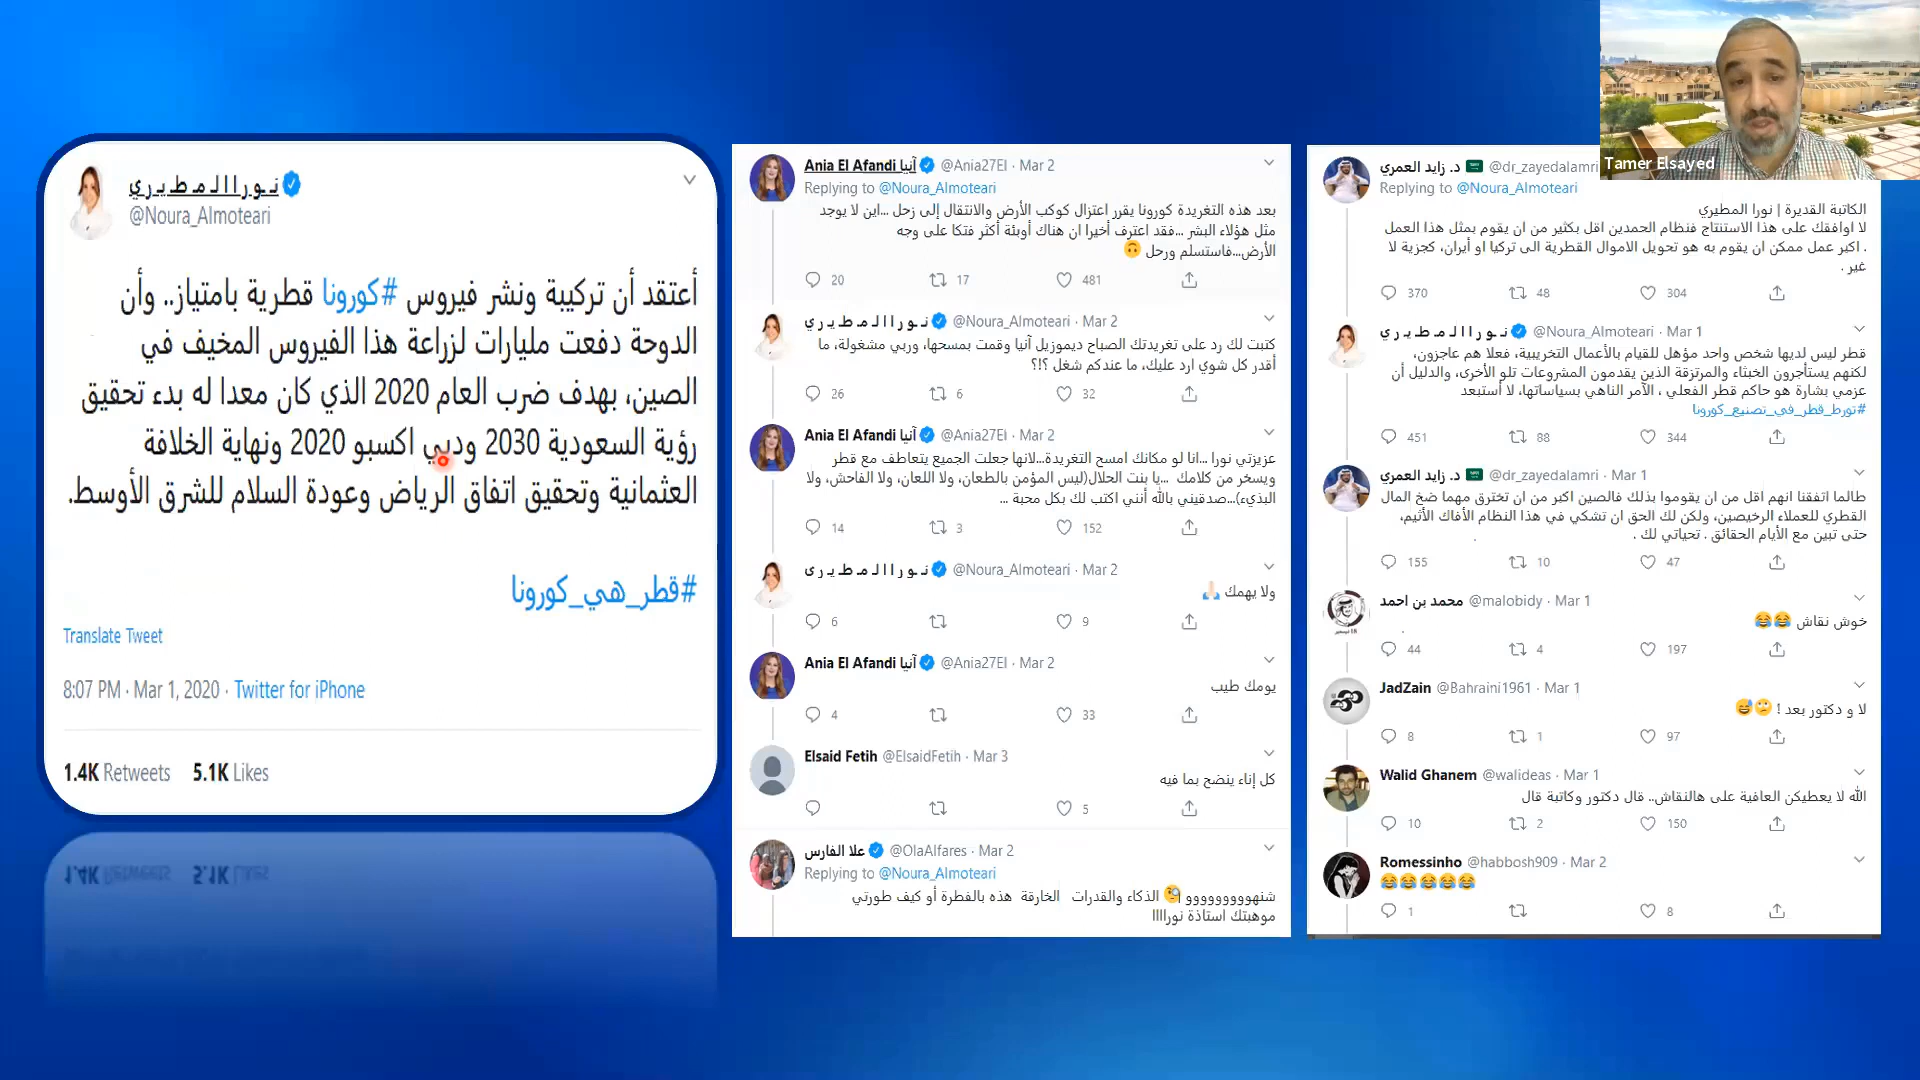 نـورا الـمـطـيـري
@Noura_Almoteari
أعتقد أن تركيبة ونشر فيروس #كورونا قطرية بامتياز.. وأن
الدوحة دفعت مليارات لزراعة هذا الفيروس المخيف في
الصين، بهدف ضرب العام 2020 الذي كان معدا له بدء تحقيق
رؤية السعودية 2030 ودبي اكسبو 2020 ونهاية الخلافة
العثمانية وتحقيق اتفاق الرياض وعودة السلام للشرق الأوسط.
#قطر_هي_كورونا
Translate Tweet
8:07 PM · Mar 1, 2020 · Twitter for iPhone
1.4K Retweets 5.1K Likes
Ania El Afandi آنيا @Ania27El · Mar 2
Replying to @Noura_Almoteari
بعد هذه التغريدة كورونا يقرر اعتزال كوكب الأرض والانتقال إلى زحل ...اين لا يوجد
مثل هؤلاء البشر ...فقد اعترف أخيرا ان هناك أوبئة أكثر فتكا على وجه
الأرض...فاستسلم ورحل 🙃
20 17 481
نـورا الـمـطـيـري @Noura_Almoteari · Mar 2
كتبت لك رد على تغريدتك الصباح ديموزيل آنيا وقمت بمسحها، وربي مشغولة، ما
أقدر كل شوي ارد عليك، ما عندكم شغل ؟!؟
26 6 32
Ania El Afandi آنيا @Ania27El · Mar 2
عزيزتي نورا ...انا لو مكانك امسح التغريدة...لانها جعلت الجميع يتعاطف مع قطر
ويسخر من كلامك ...يا بنت الحلال(ليس المؤمن بالطعان، ولا اللعان، ولا الفاحش، ولا
البذيء)...صدقيني بالله أنني اكتب لك بكل محبة ...
14 3 152
نـورا الـمـطـيـري @Noura_Almoteari · Mar 2
ولا يهمك 🙏🏻
6 9
Ania El Afandi آنيا @Ania27El · Mar 2
يومك طيب
4 33
Elsaid Fetih @ElsaidFetih · Mar 3
كل إناء ينضح بما فيه
5
علا الفارس @OlaAlfares · Mar 2
Replying to @Noura_Almoteari
شنهوووووووووو 🧐 الذكاء والقدرات الخارقة هذه بالفطرة أو كيف طورتي
موهبتك استاذة نوراااا
د. زايد العمري @dr_zayedalamri
Replying to @Noura_Almoteari
الكاتبة القديرة | نورا المطيري
لا اوافقك على هذا الاستنتاج فنظام الحمدين اقل بكثير من ان يقوم بمثل هذا العمل
. اكبر عمل ممكن ان يقوم به هو تحويل الاموال القطرية الى تركيا او أيران، كجزية لا
غير .
370 48 304
نـورا الـمـطـيـري @Noura_Almoteari · Mar 1
قطر ليس لديها شخص واحد مؤهل للقيام بالأعمال التخريبية، فعلا هم عاجزون،
لكنهم يستأجرون الخبثاء والمرتزقة الذين يقدمون المشروعات تلو الأخرى، والدليل أن
عزمي بشارة هو حاكم قطر الفعلي ، الآمر الناهي بسياساتها، لا أستبعد
#تورط_قطر_في_تصنيع_كورونا
451 88 344
د. زايد العمري @dr_zayedalamri · Mar 1
طالما اتفقنا انهم اقل من ان يقوموا بذلك فالصين اكبر من ان تخترق مهما ضخ المال
القطري للعملاء الرخيصين، ولكن لك الحق ان تشكي في هذا النظام الأفاك الأثيم،
حتى تبين مع الأيام الحقائق . تحياتي لك .
155 10 47
محمد بن احمد @malobidy · Mar 1
خوش نقاش 😂😂
44 4 197
JadZain @Bahraini1961 · Mar 1
لا و دكتور بعد ! 🙄😅
8 1 97
Walid Ghanem @walideas · Mar 1
الله لا يعطيكن العافية على هالنقاش.. قال دكتور وكاتبة قال
10 2 150
Romessinho @habbosh909 · Mar 2
😂😂😂😂😂
1 8
Tamer Elsayed